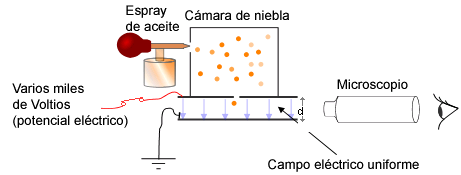 Espray
de aceite
Cámara de niebla
Varios miles
de Voltios
(potencial eléctrico)
d
Microscopio
Campo eléctrico uniforme